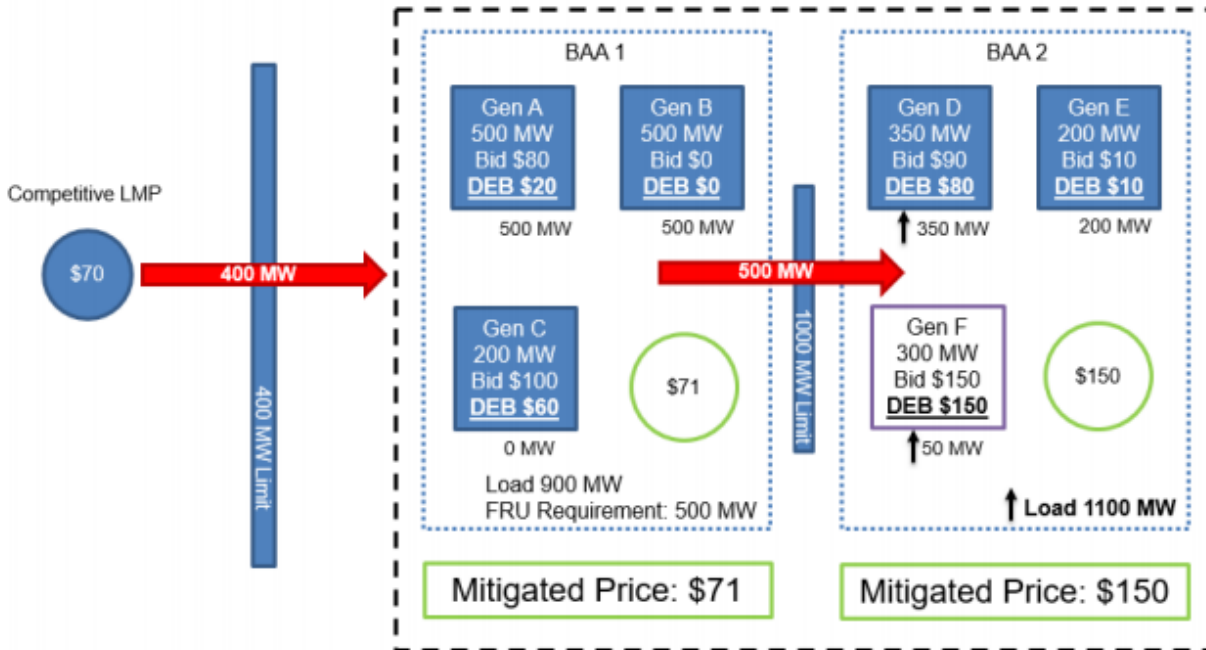 Competitive LMP
$70
400 MW
400 MW Limit
BAA 1
Gen A
500 MW
Bid $80
DEB $20
500 MW
Gen B
500 MW
Bid $0
DEB $0
500 MW
Gen C
200 MW
Bid $100
DEB $60
0 MW
$71
Load 900 MW
FRU Requirement: 500 MW
500 MW
1000 MW Limit
BAA 2
Gen D
350 MW
Bid $90
DEB $80
350 MW
Gen E
200 MW
Bid $10
DEB $10
200 MW
Gen F
300 MW
Bid $150
DEB $150
50 MW
$150
Load 1100 MW
Mitigated Price: $71
Mitigated Price: $150